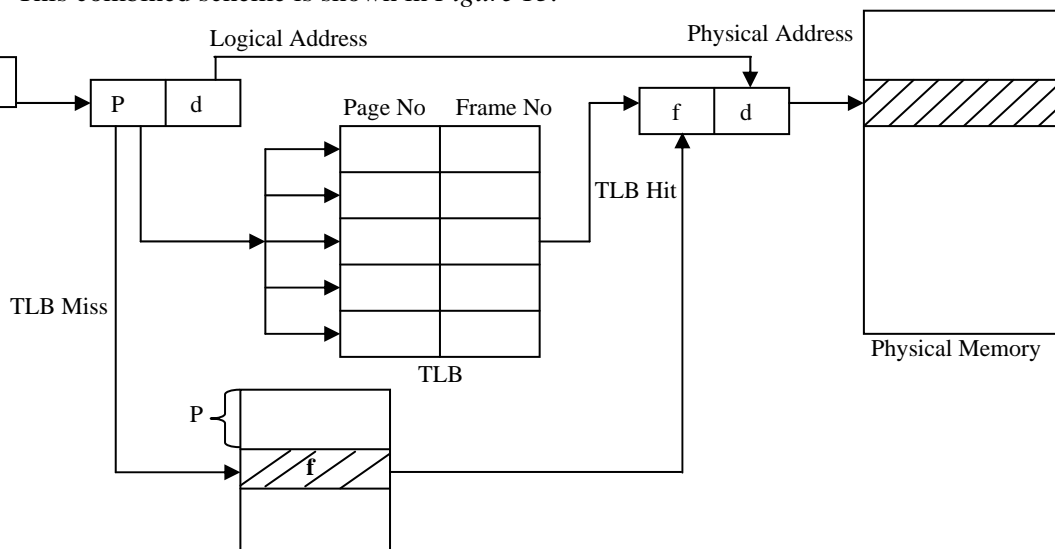 This combined scheme is shown in Figure 15.
Logical Address
Physical Address
P d
Page No Frame No
f d
TLB Hit
TLB Miss
Physical Memory
TLB
P
f